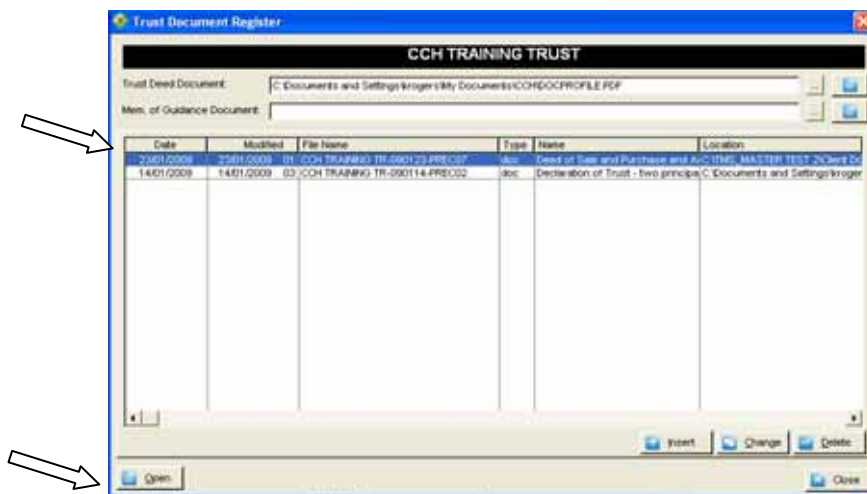 Trust Document Register
CCH TRAINING TRUST
Trust Deed Document: C:\Documents and Settings\krogers\My Documents\CCH\DOCPROFILE.PDF ...
Mem. of Guidance Document: ...
Date Modified File Name Type Name Location
23/01/2009 23/01/2009 01 CCH TRAINING TR-090123-PREC07 doc Deed of Sale and Purchase and A C:\TMS_MASTER TEST 2\Client Do
14/01/2009 14/01/2009 03 CCH TRAINING TR-090114-PREC02 doc Declaration of Trust - two principa C:\Documents and Settings\kroger
Insert Change Delete
Open Close